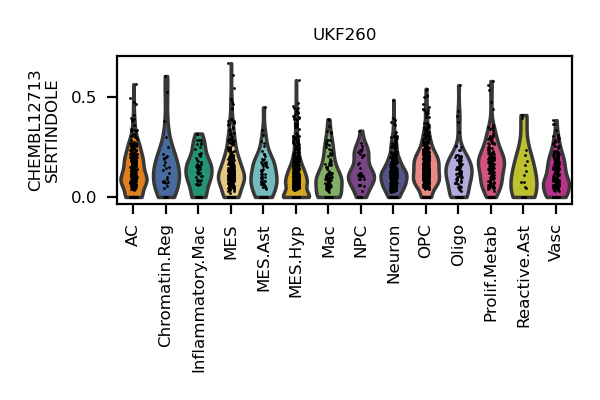 UKF260
CHEMBL12713
SERTINDOLE
0.5
0.0
AC
Chromatin.Reg
Inflammatory.Mac
MES
MES.Ast
MES.Hyp
Mac
NPC
Neuron
OPC
Oligo
Prolif.Metab
Reactive.Ast
Vasc